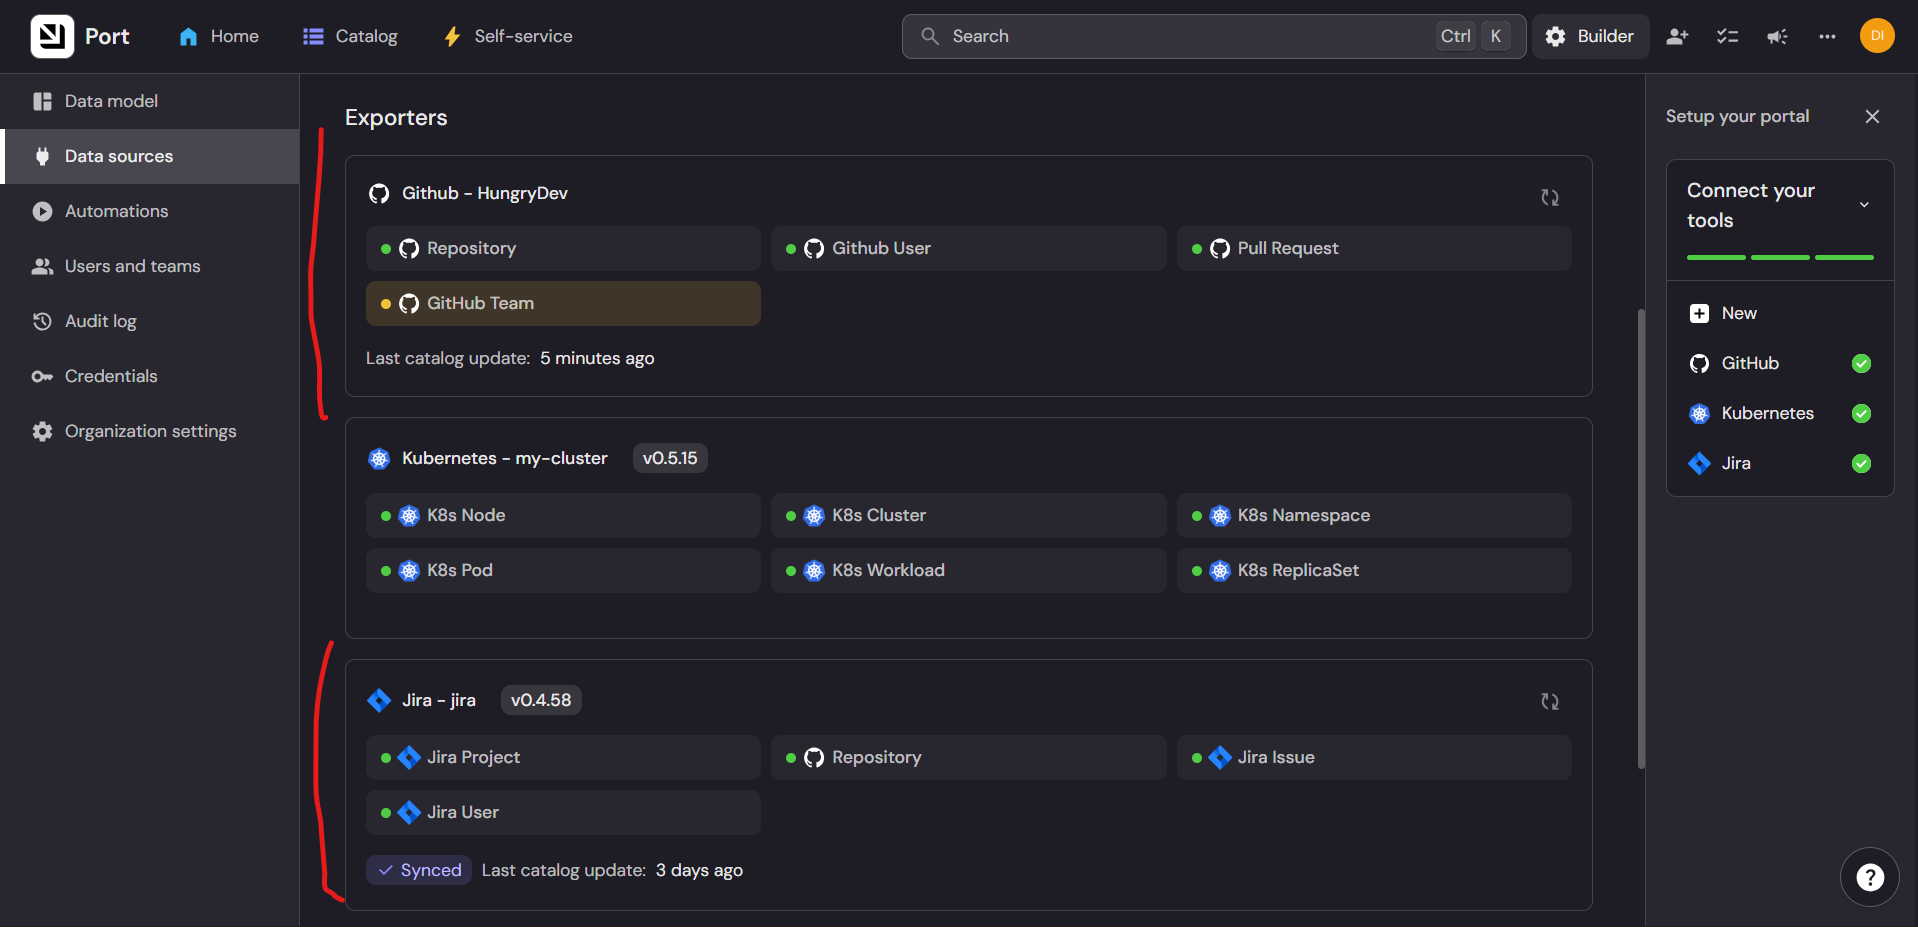 Port
Home
Catalog
Self-service
Search
Ctrl
K
Builder
DI
Data model
Data sources
Automations
Users and teams
Audit log
Credentials
Organization settings
Exporters
Github - HungryDev
Repository
Github User
Pull Request
GitHub Team
Last catalog update: 5 minutes ago
Kubernetes - my-cluster
v0.5.15
K8s Node
K8s Cluster
K8s Namespace
K8s Pod
K8s Workload
K8s ReplicaSet
Jira - jira
v0.4.58
Jira Project
Repository
Jira Issue
Jira User
Synced
Last catalog update: 3 days ago
Setup your portal
Connect your
tools
New
GitHub
Kubernetes
Jira
?